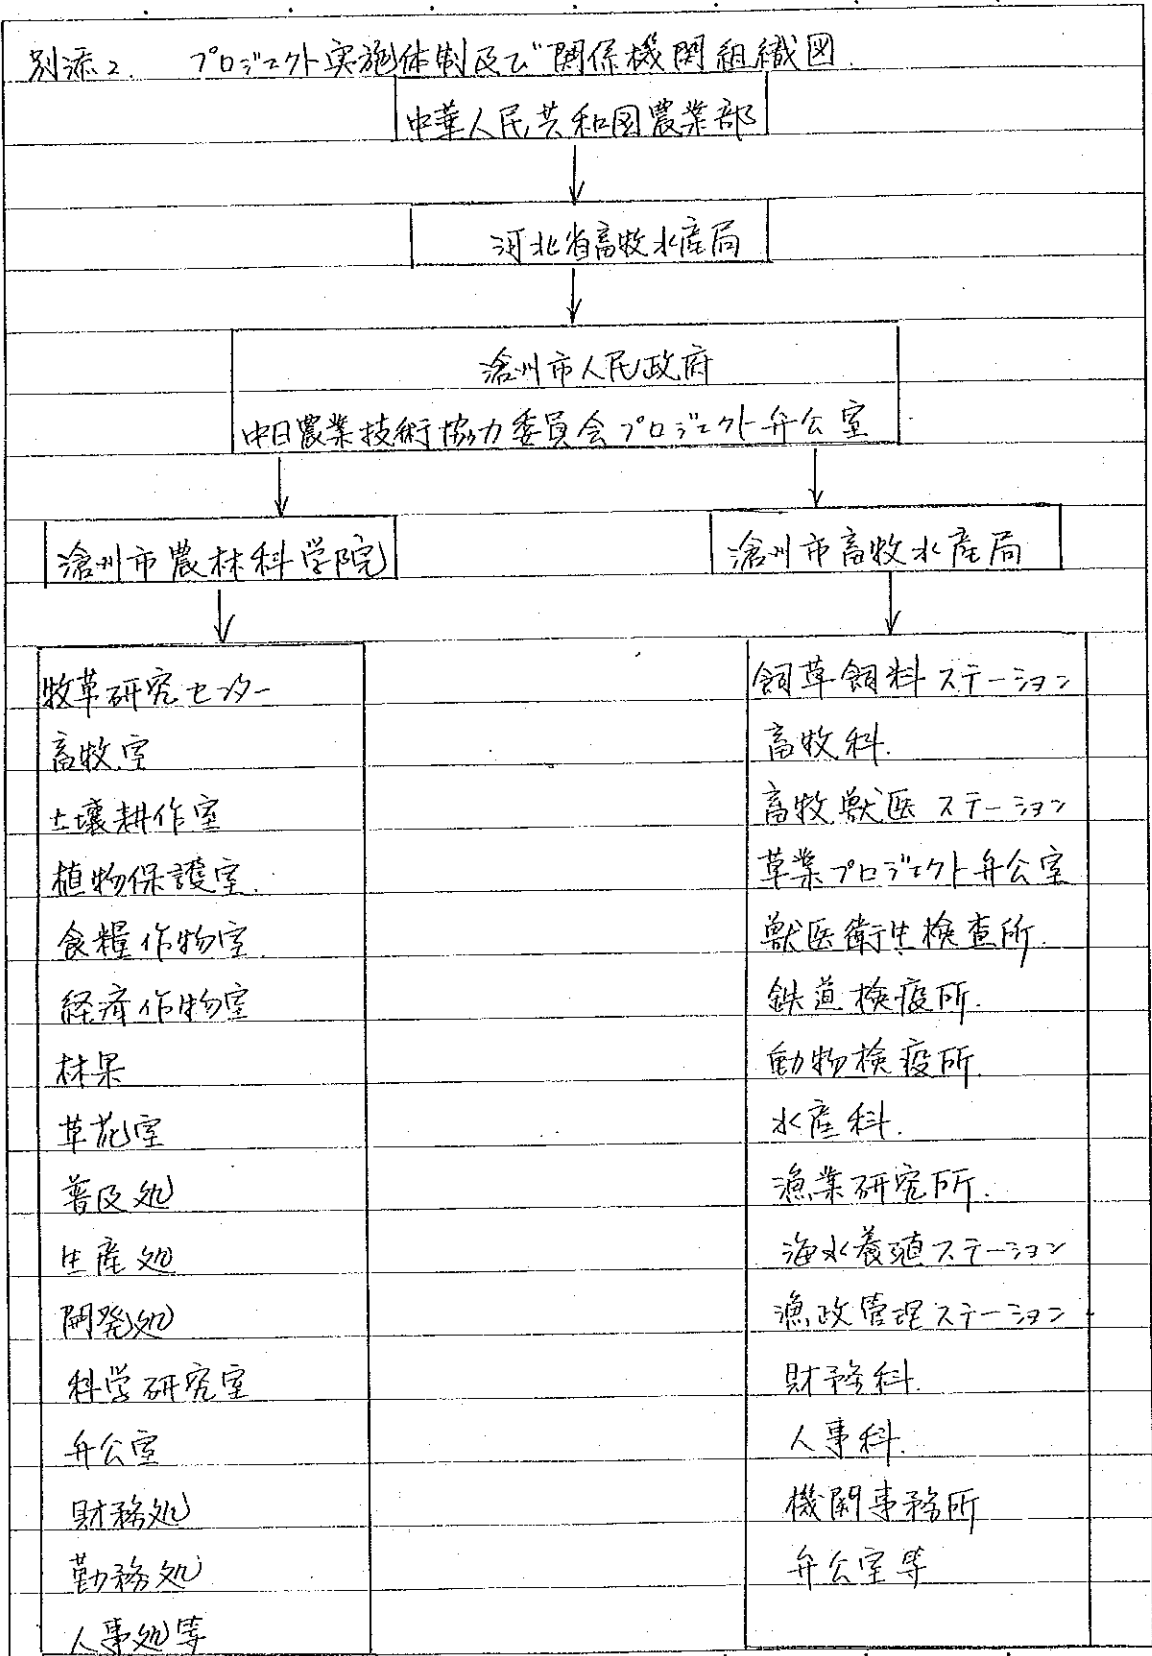 別添2. プロジェクト実施体制及び関係機関組織図.
中華人民共和国農業部
河北省畜牧水産局
滄州市人民政府
中日農業技術協力委員会プロジェクト弁公室
滄州市農林科学院
滄州市畜牧水産局
牧草研究センター
畜牧室
土壌耕作室
植物保護室.
食糧作物室.
経済作物室
林果
草花室
普及処
生産処
開発処
科学研究室
弁公室
財務処
勤務処
人事処等
飼草飼料ステーション
畜牧科.
畜牧獣医ステーション
草業プロジェクト弁公室
獣医衛生検査所.
鉄道検疫所.
動物検疫所.
水産科.
漁業研究所.
海水養殖ステーション
漁政管理ステーション
財務科.
人事科.
機関事務所
弁公室等